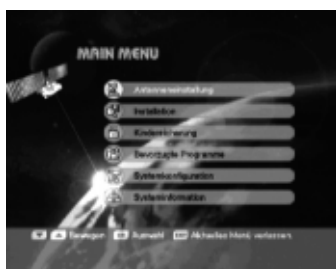 MAIN MENU
Antenneneinstellung
Installation
Kindersicherung
Bevorzugte Programme
Systemkonfiguration
Systeminformation
Bewegen Auswahl Aktuelles Menü verlassen